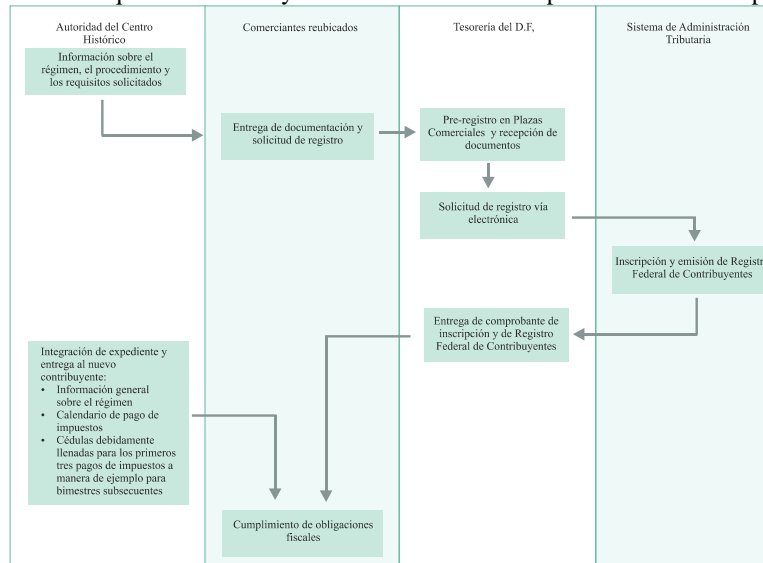 Autoridad del Centro
Histórico
Comerciantes reubicados
Tesorería del D.F,
Sistema de Administración
Tributaria
Información sobre el
régimen, el procedimiento y
los requisitos solicitados
Entrega de documentación y
solicitud de registro
Pre-registro en Plazas
Comerciales y recepción de
documentos
Solicitud de registro vía
electrónica
Inscripción y emisión de Registr
Federal de Contribuyentes
Entrega de comprobante de
inscripción y de Registro
Federal de Contribuyentes
Integración de expediente y
entrega al nuevo
contribuyente:
• Información general
sobre el régimen
• Calendario de pago de
impuestos
• Cédulas debidamente
llenadas para los primeros
tres pagos de impuestos a
manera de ejemplo para
bimestres subsecuentes
Cumplimiento de obligaciones
fiscales